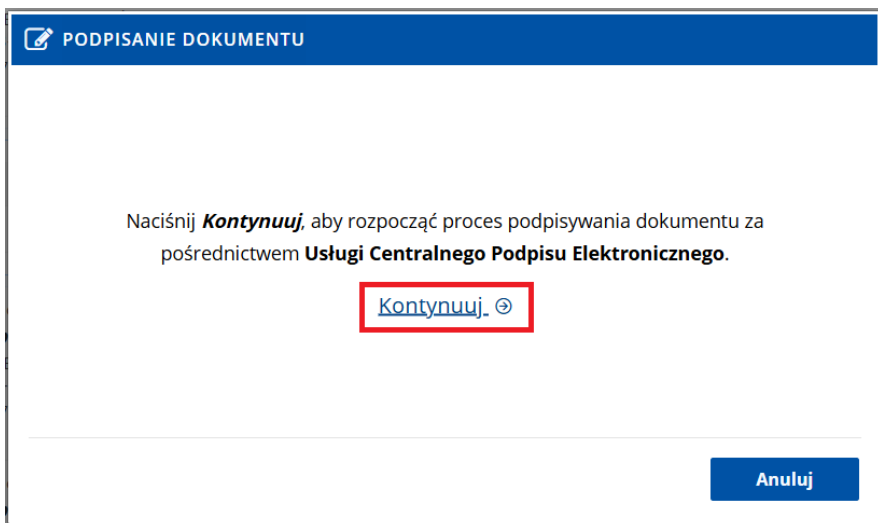 PODPISANIE DOKUMENTU
Naciśnij Kontynuuj, aby rozpocząć proces podpisywania dokumentu za
pośrednictwem Usługi Centralnego Podpisu Elektronicznego.
Kontynuuj
Anuluj